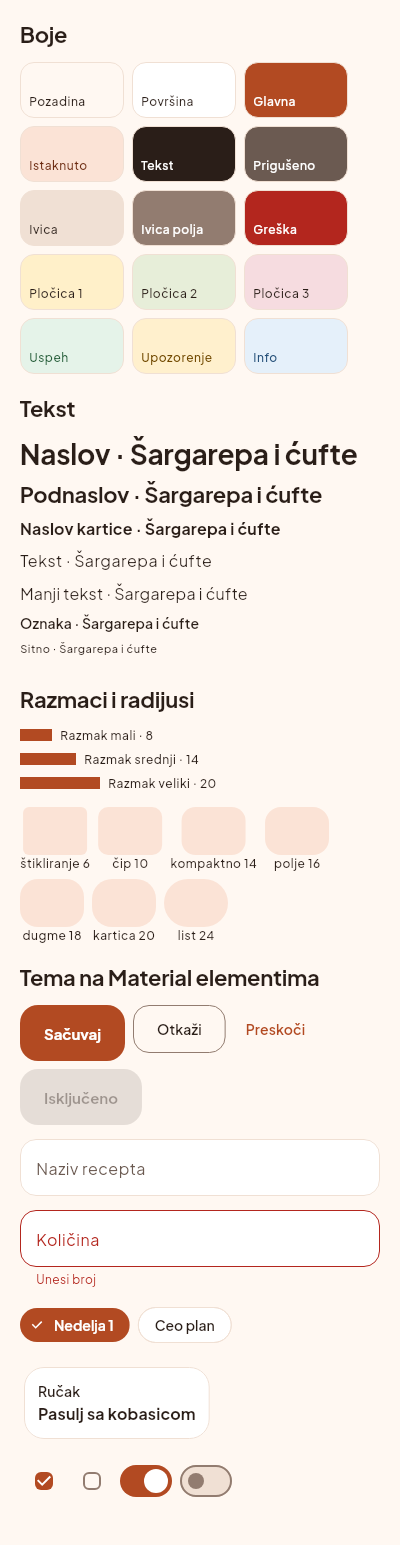 Boje
Pozadina
Površina
Glavna
Istaknuto
Tekst
Prigušeno
Ivica
Ivica polja
Greška
Pločica 1
Pločica 2
Pločica 3
Uspeh
Upozorenje
Info
Tekst
Naslov · Šargarepa i ćufte
Podnaslov · Šargarepa i ćufte
Naslov kartice · Šargarepa i ćufte
Tekst · Šargarepa i ćufte
Manji tekst · Šargarepa i ćufte
Oznaka · Šargarepa i ćufte
Sitno · Šargarepa i ćufte
Razmaci i radijusi
Razmak mali · 8
Razmak srednji · 14
Razmak veliki · 20
štikliranje 6
čip 10
kompaktno 14
polje 16
dugme 18
kartica 20
list 24
Tema na Material elementima
Sačuvaj
Otkaži
Preskoči
Isključeno
Naziv recepta
Količina
Unesi broj
Nedelja 1
Ceo plan
Ručak
Pasulj sa kobasicom